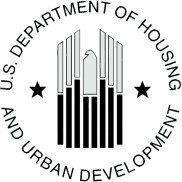 U.S. DEPARTMENT OF HOUSING
AND URBAN DEVELOPMENT